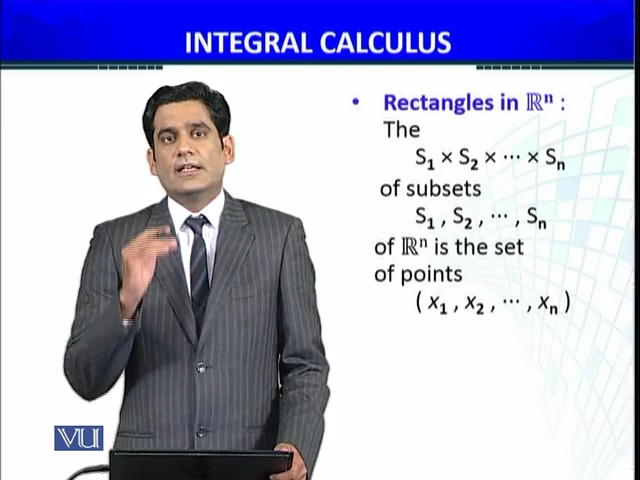 INTEGRAL CALCULUS
• Rectangles in ℝⁿ :
The
S₁ × S₂ × ⋯ × Sₙ
of subsets
S₁ , S₂ , ⋯ , Sₙ
of ℝⁿ is the set
of points
( x₁ , x₂ , ⋯ , xₙ )
VU